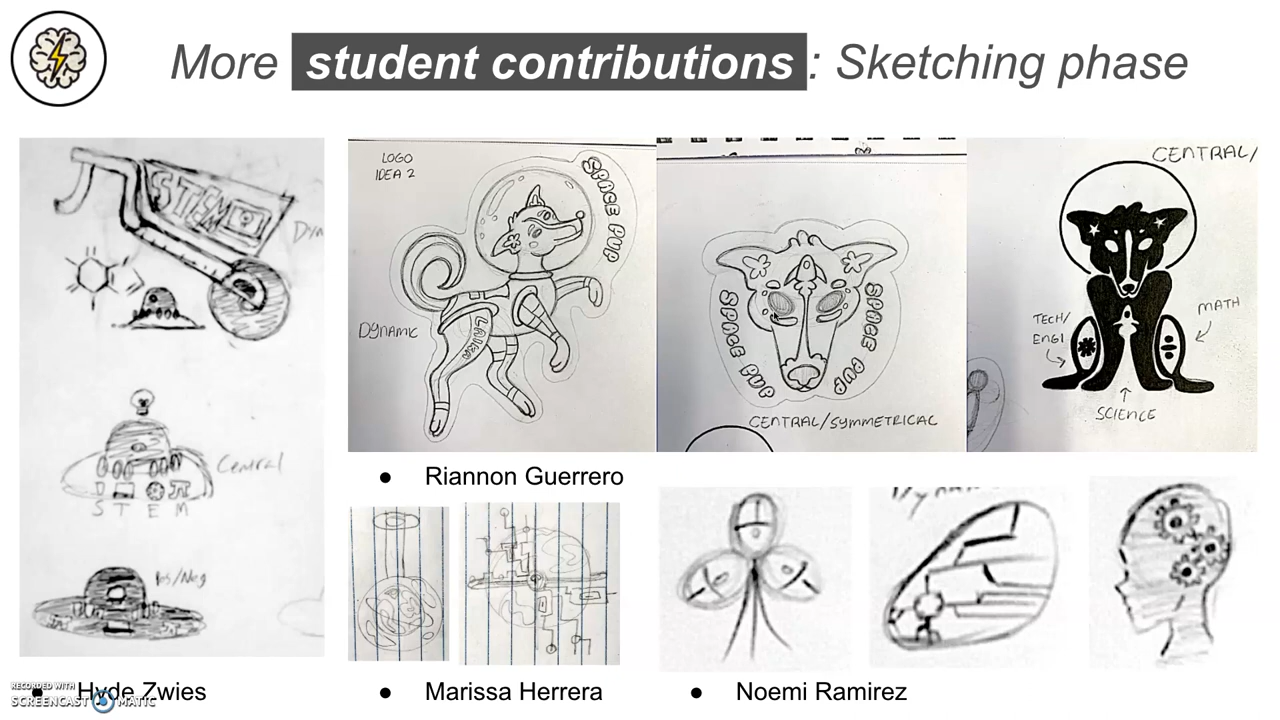 More student contributions : Sketching phase
STEM
Dyn
Central
S T E M
Pos/Neg
LOGO
IDEA 2
SPACE PUP
DYNAMIC
LAIKA
SPACE PUP
SPACE PUP
CENTRAL/SYMMETRICAL
CENTRAL/
TECH/
ENGI
MATH
SCIENCE
● Riannon Guerrero
● Hyde Zwies
● Marissa Herrera
● Noemi Ramirez
RECORDED WITH
SCREENCAST MATIC